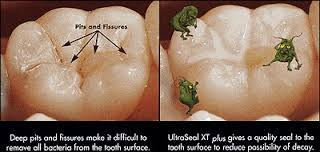 Pits and Fissures
Deep pits and fissures make it difficult to
remove all bacteria from the tooth surface.
UltraSeal XT plus gives a quality seal to the
tooth surface to reduce possibility of decay.